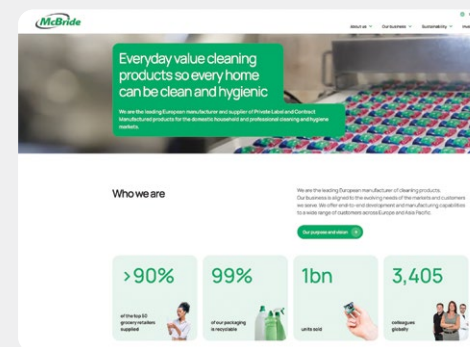 McBride
About us
Our business
Sustainability
Everyday value cleaning
products so every home
can be clean and hygienic
We are the leading European manufacturer and supplier of Private Label and Contract
Manufactured products for the domestic household and professional cleaning and hygiene
markets.
Who we are
We are the leading European manufacturer of cleaning products.
Our business is aligned to the evolving needs of the markets and customers
we serve. We offer end-to-end development and manufacturing capabilities
to a wide range of customers across Europe and Asia Pacific.
Our purpose and vision
>90%
99%
1bn
3,405
of the top 50
grocery retailers
supplied
of our packaging
is recyclable
units sold
colleagues
globally